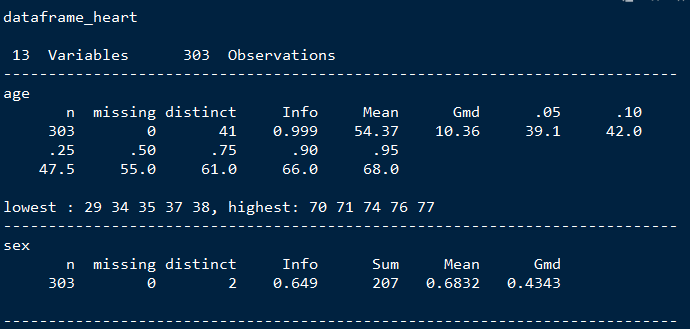 dataframe_heart
13 Variables 303 Observations
---------------------------------------------------------------------------
age
n missing distinct Info Mean Gmd .05 .10
303 0 41 0.999 54.37 10.36 39.1 42.0
.25 .50 .75 .90 .95
47.5 55.0 61.0 66.0 68.0
lowest : 29 34 35 37 38, highest: 70 71 74 76 77
---------------------------------------------------------------------------
sex
n missing distinct Info Sum Mean Gmd
303 0 2 0.649 207 0.6832 0.4343
---------------------------------------------------------------------------